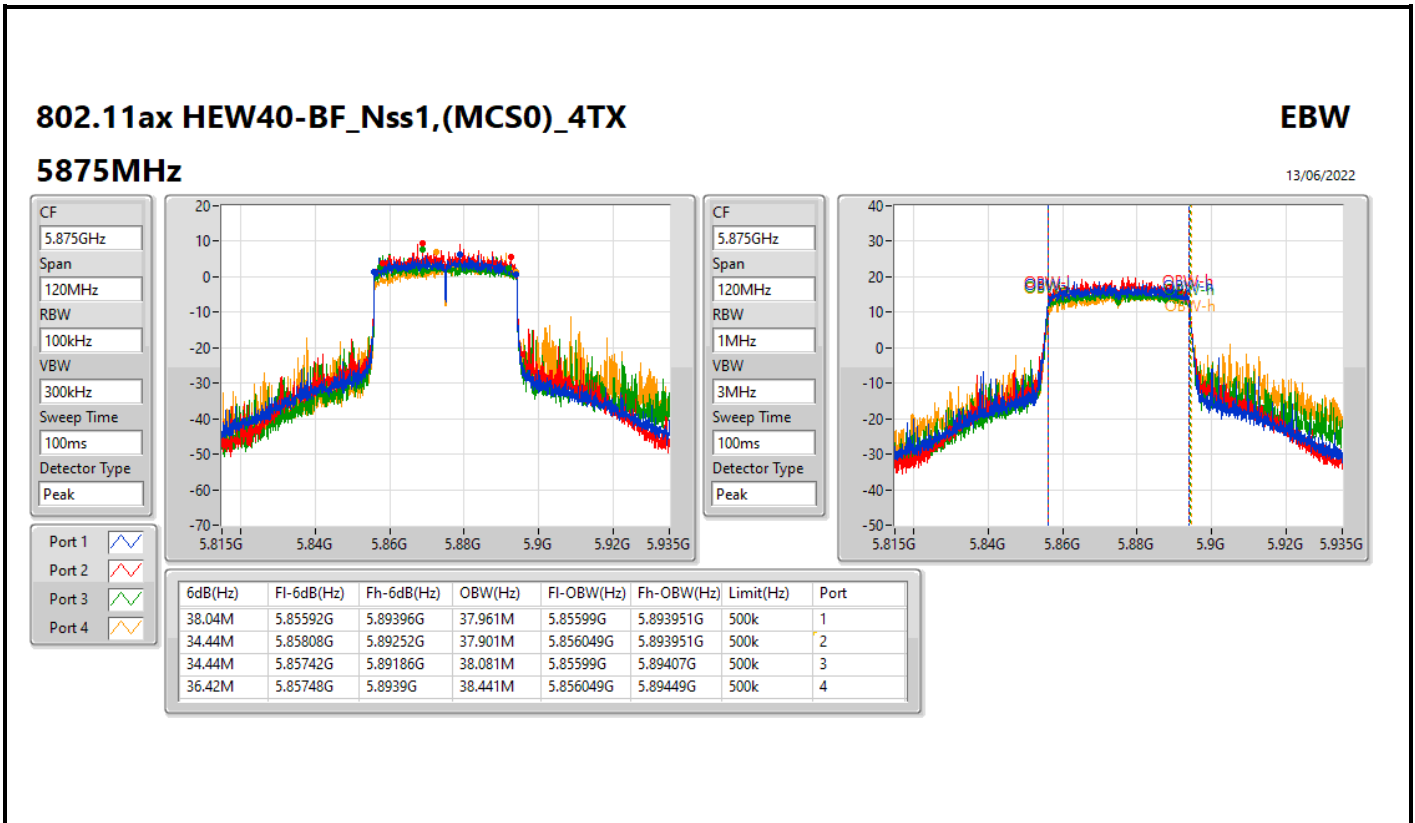 802.11ax HEW40-BF_Nss1,(MCS0)_4TX
EBW
5875MHz
13/06/2022
CF
5.875GHz
Span
120MHz
RBW
100kHz
VBW
300kHz
Sweep Time
100ms
Detector Type
Peak
20
10
0
-10
-20
-30
-40
-50
-60
-70
5.815G 5.84G 5.86G 5.88G 5.9G 5.92G 5.935G
CF
5.875GHz
Span
120MHz
RBW
1MHz
VBW
3MHz
Sweep Time
100ms
Detector Type
Peak
40
30
20
10
0
-10
-20
-30
-40
-50
OBW-h
OBW-h
5.815G 5.84G 5.86G 5.88G 5.9G 5.92G 5.935G
Port 1
Port 2
Port 3
Port 4
6dB(Hz) Fl-6dB(Hz) Fh-6dB(Hz) OBW(Hz) Fl-OBW(Hz) Fh-OBW(Hz) Limit(Hz) Port
38.04M 5.85592G 5.89396G 37.961M 5.85599G 5.893951G 500k 1
34.44M 5.85808G 5.89252G 37.901M 5.856049G 5.893951G 500k 2
34.44M 5.85742G 5.89186G 38.081M 5.85599G 5.89407G 500k 3
36.42M 5.85748G 5.8939G 38.441M 5.856049G 5.89449G 500k 4